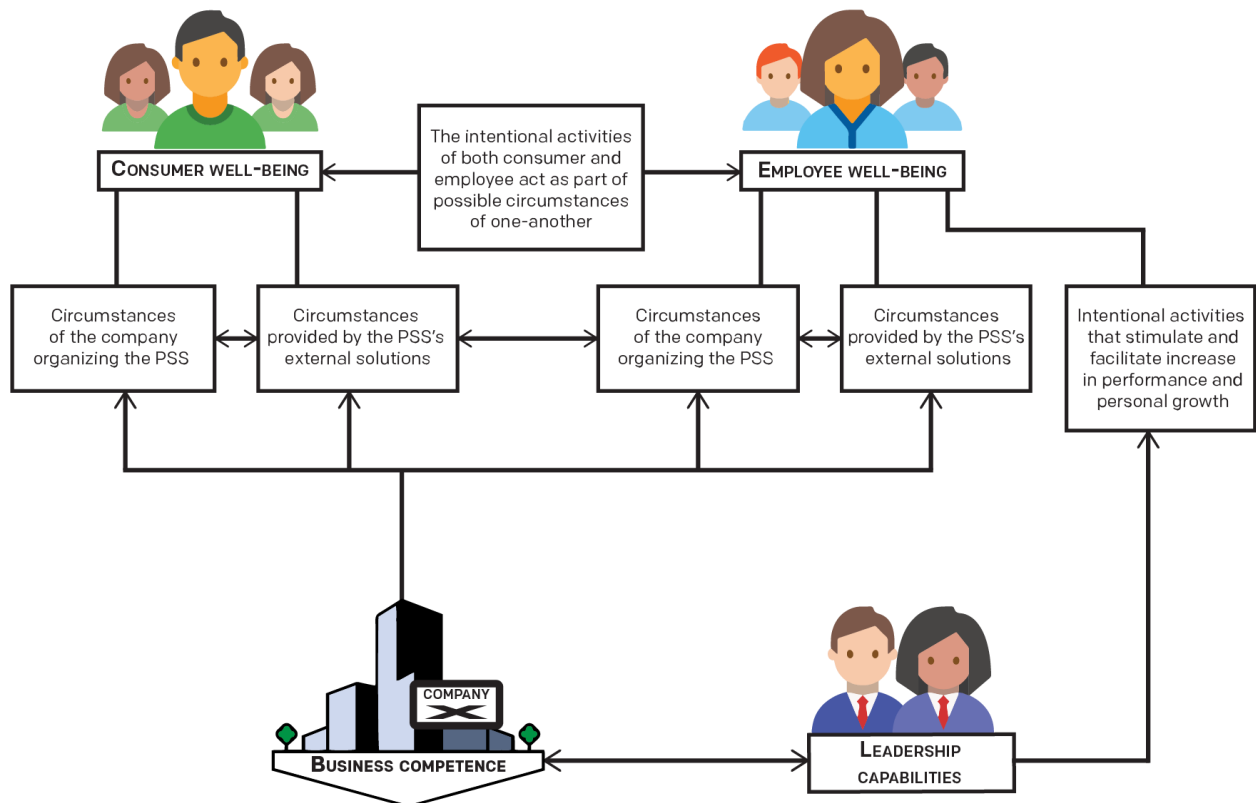 The intentional activities
of both consumer and
employee act as part of
possible circumstances
of one-another
CONSUMER WELL-BEING
EMPLOYEE WELL-BEING
Circumstances
of the company
organizing the PSS
Circumstances
provided by the PSS's
external solutions
Circumstances
of the company
organizing the PSS
Circumstances
provided by the PSS's
external solutions
Intentional activities
that stimulate and
facilitate increase
in performance and
personal growth
COMPANY
X
BUSINESS COMPETENCE
LEADERSHIP
CAPABILITIES